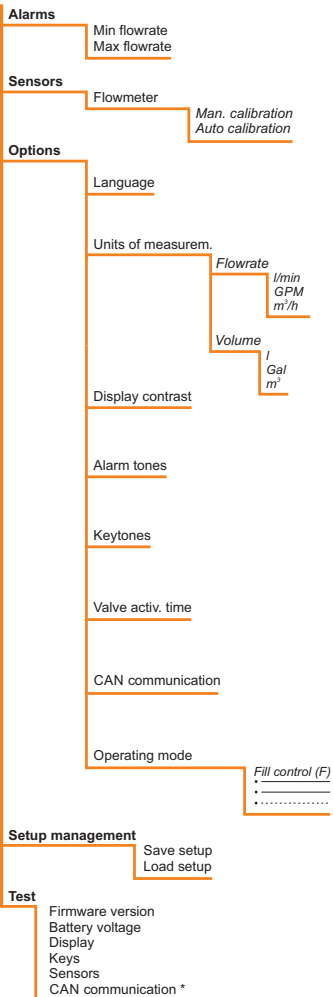 Alarms
Min flowrate
Max flowrate
Sensors
Flowmeter
Man. calibration
Auto calibration
Options
Language
Units of measurem.
Flowrate
l/min
GPM
m³/h
Volume
l
Gal
m³
Display contrast
Alarm tones
Keytones
Valve activ. time
CAN communication
Operating mode
Fill control (F)
•
•
•
Setup management
Save setup
Load setup
Test
Firmware version
Battery voltage
Display
Keys
Sensors
CAN communication *